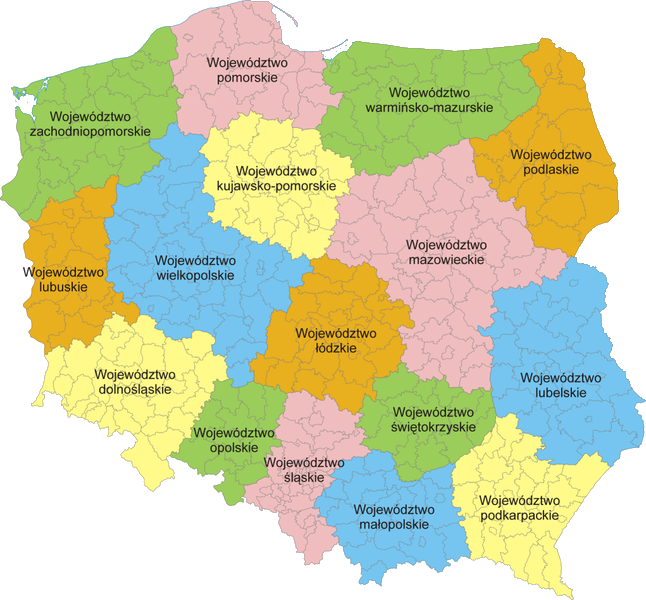 Województwo
pomorskie
Województwo
zachodniopomorskie
Województwo
warmińsko-mazurskie
Województwo
podlaskie
Województwo
kujawsko-pomorskie
Województwo
mazowieckie
Województwo
wielkopolskie
Województwo
lubuskie
Województwo
łódzkie
Województwo
dolnośląskie
Województwo
lubelskie
Województwo
świętokrzyskie
Województwo
opolskie
Województwo
śląskie
Województwo
małopolskie
Województwo
podkarpackie